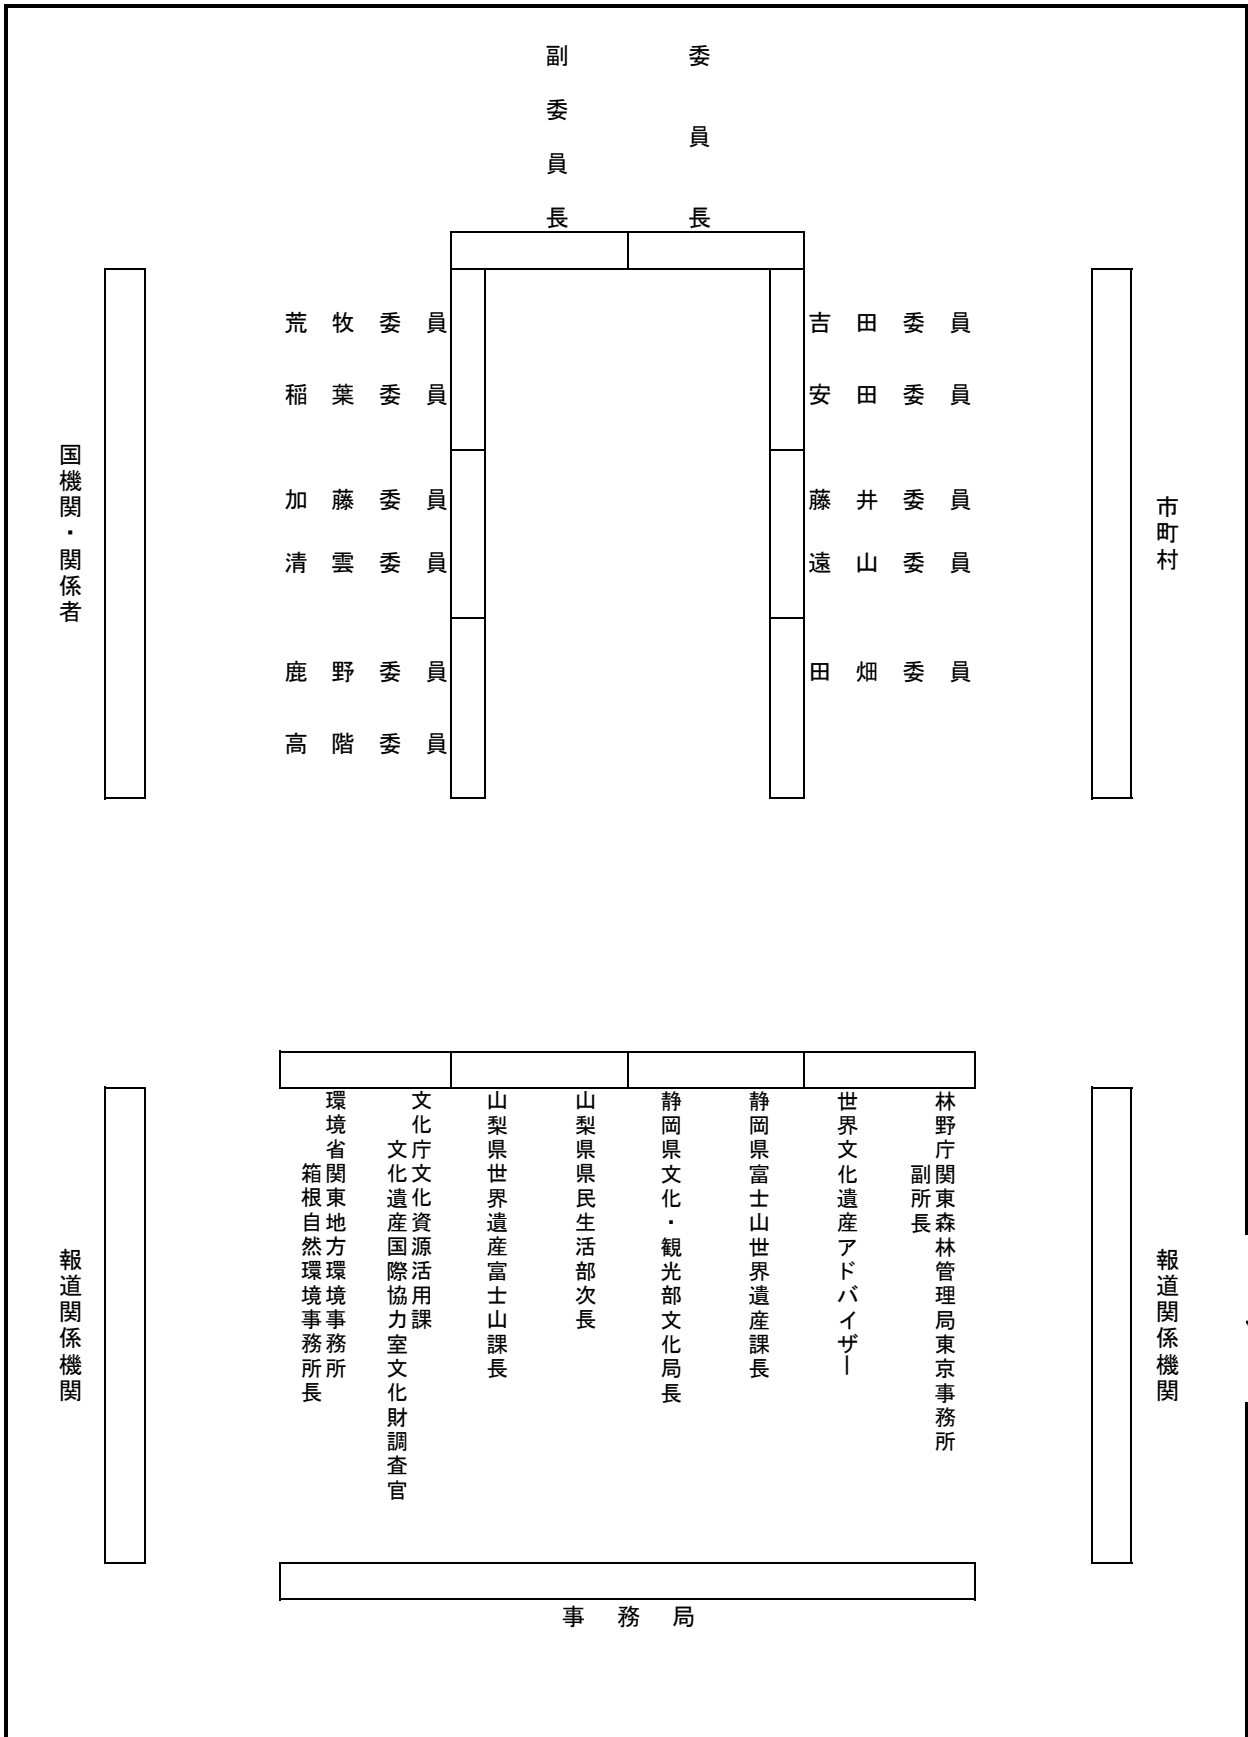 委員長
副委員長
荒牧委員
吉田委員
稲葉委員
安田委員
加藤委員
藤井委員
清雲委員
遠山委員
鹿野委員
田畑委員
高階委員
国機関・関係者
市町村
林野庁関東森林管理局東京事務所
副所長
世界文化遺産アドバイザー
静岡県富士山世界遺産課長
静岡県文化・観光部文化局長
山梨県県民生活部次長
山梨県世界遺産富士山課長
文化庁文化資源活用課
文化遺産国際協力室文化財調査官
環境省関東地方環境事務所
箱根自然環境事務所長
報道関係機関
報道関係機関
事務局